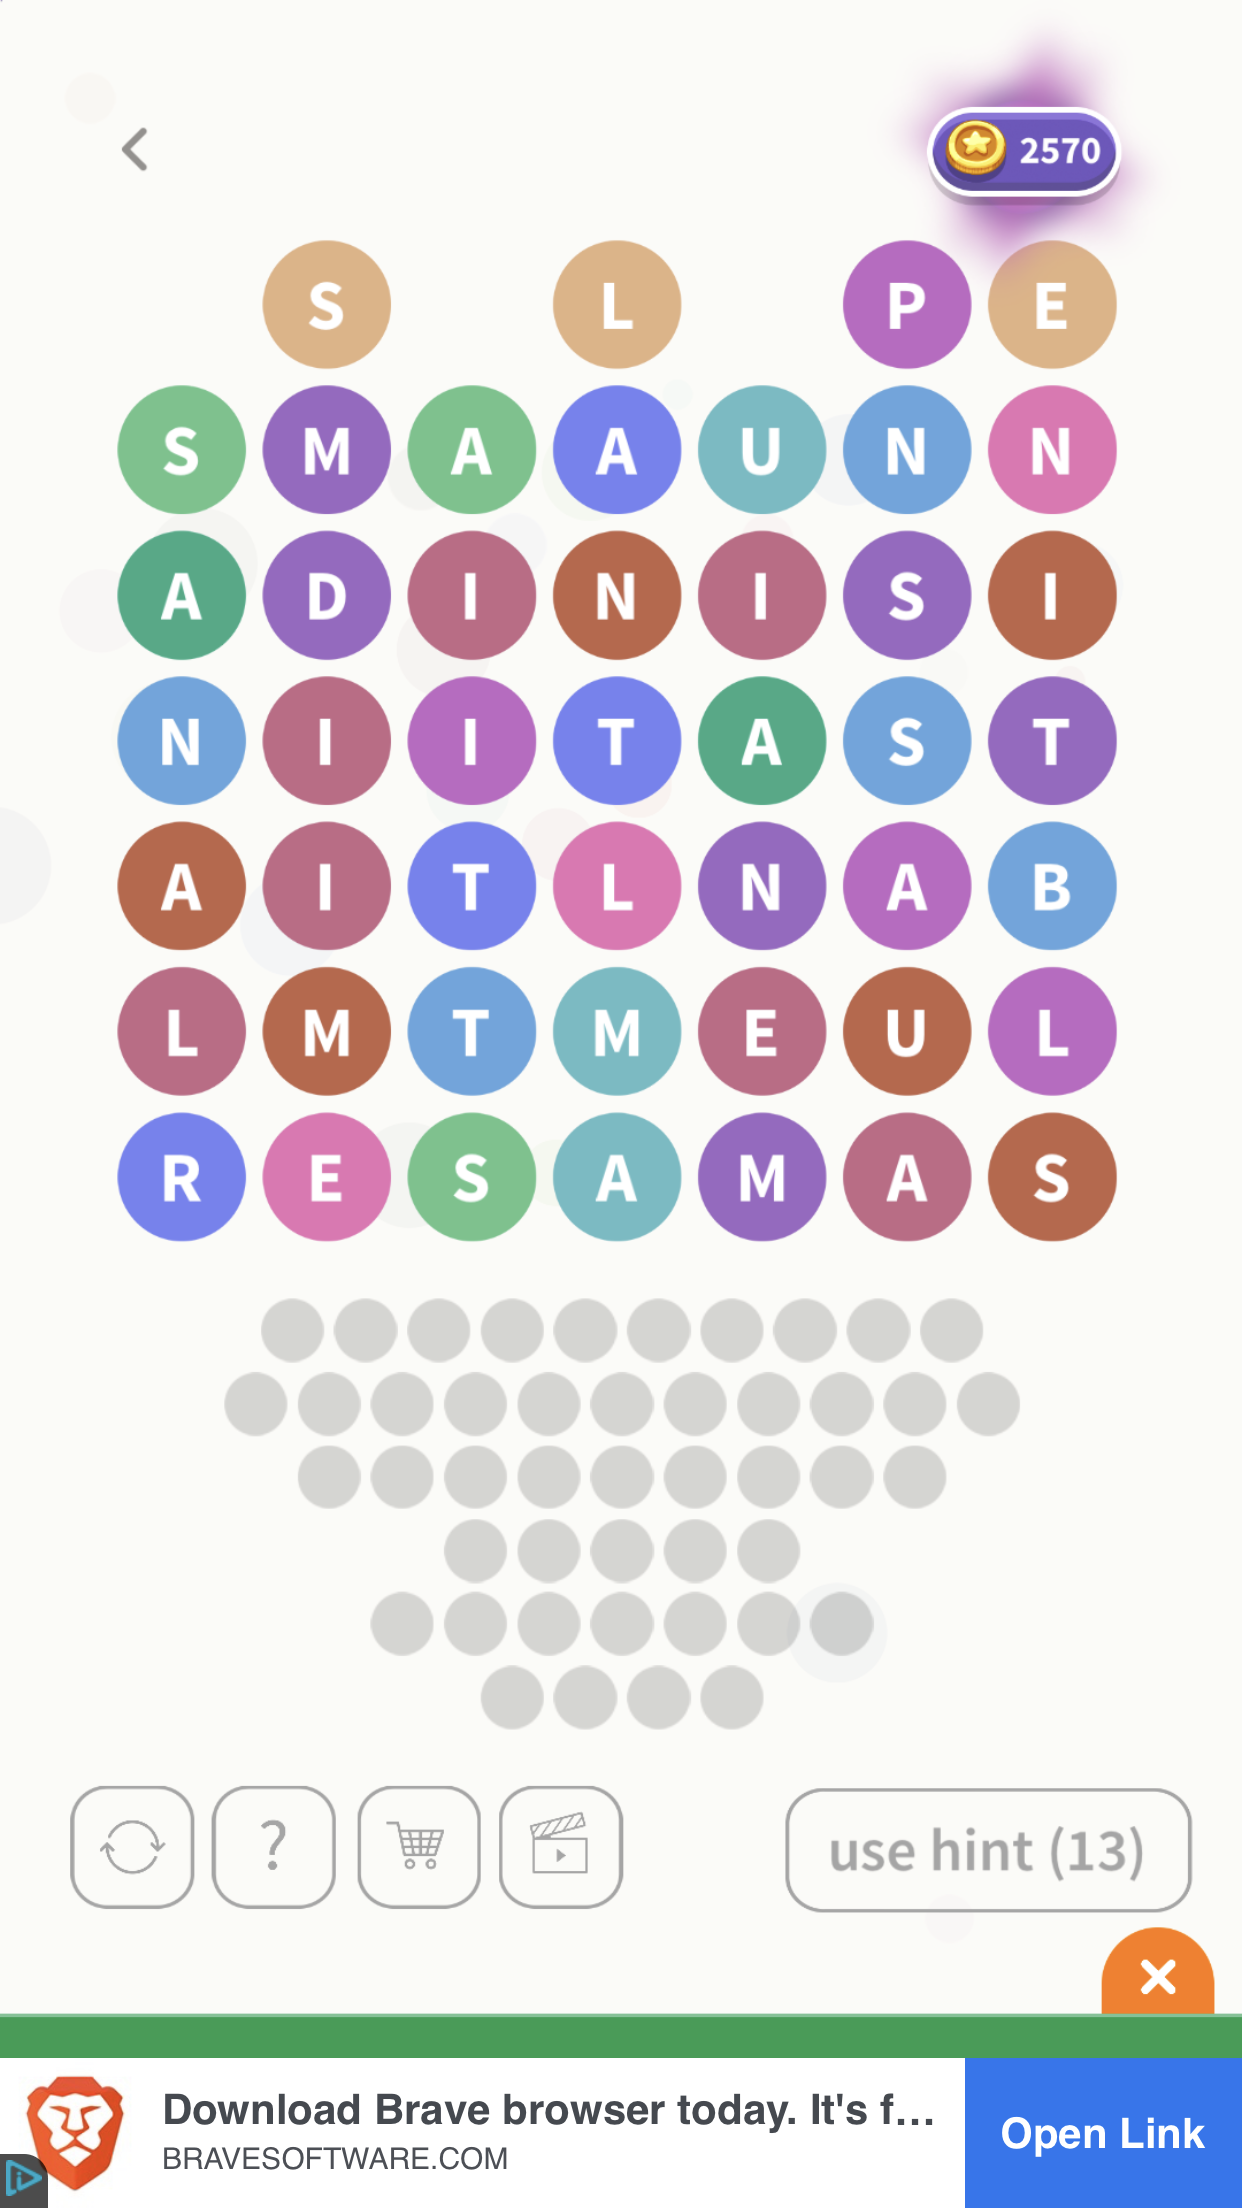 2570
S L P E
S M A A U N N
A D I N I S I
N I I T A S T
A I T L N A B
L M T M E U L
R E S A M A S
?
use hint (13)
Download Brave browser today. It's f...
BRAVESOFTWARE.COM
Open Link